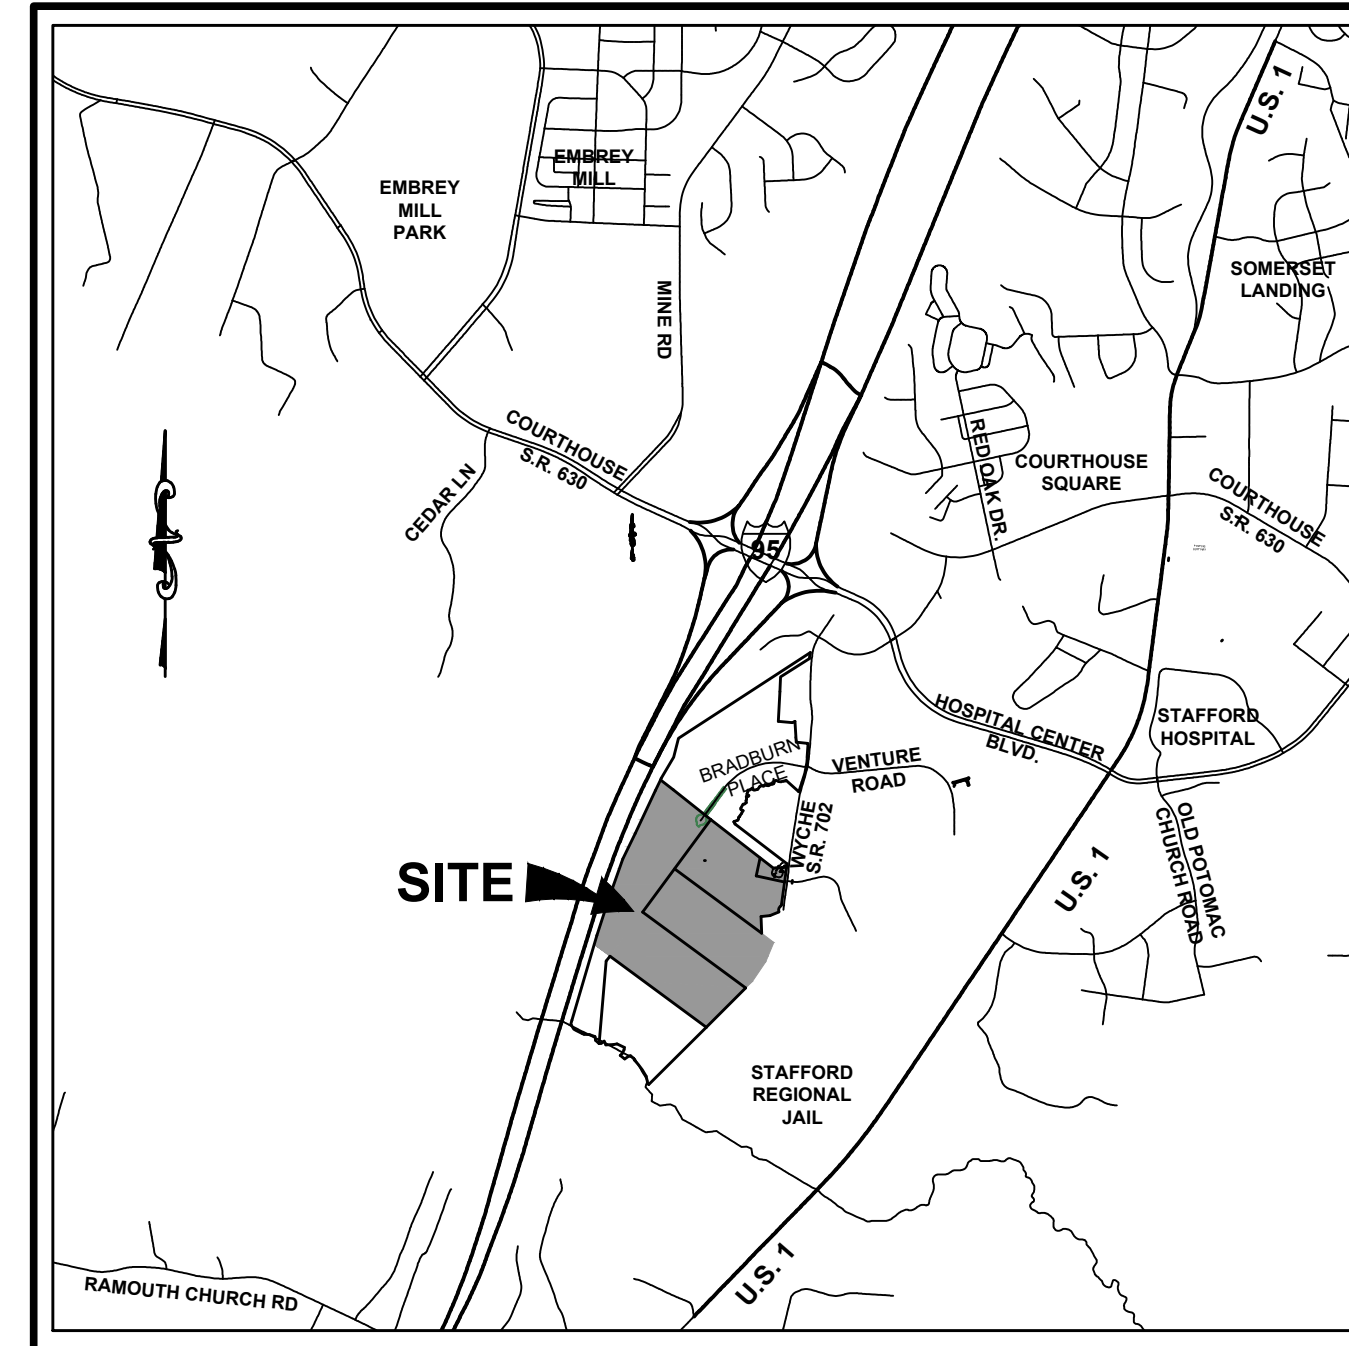 U.S. 1
EMBREY
MILL
EMBREY
MILL
PARK
SOMERSET
LANDING
MINE RD
COURTHOUSE
S.R. 630
CEDAR LN
RED OAK DR.
COURTHOUSE
SQUARE
COURTHOUSE
S.R. 630
95
HOSPITAL CENTER
BLVD.
STAFFORD
HOSPITAL
BRADBURN
PLACE
VENTURE
ROAD
WYCHE
S.R. 702
OLD POTOMAC
CHURCH ROAD
U.S. 1
SITE
STAFFORD
REGIONAL
JAIL
U.S. 1
RAMOUTH CHURCH RD